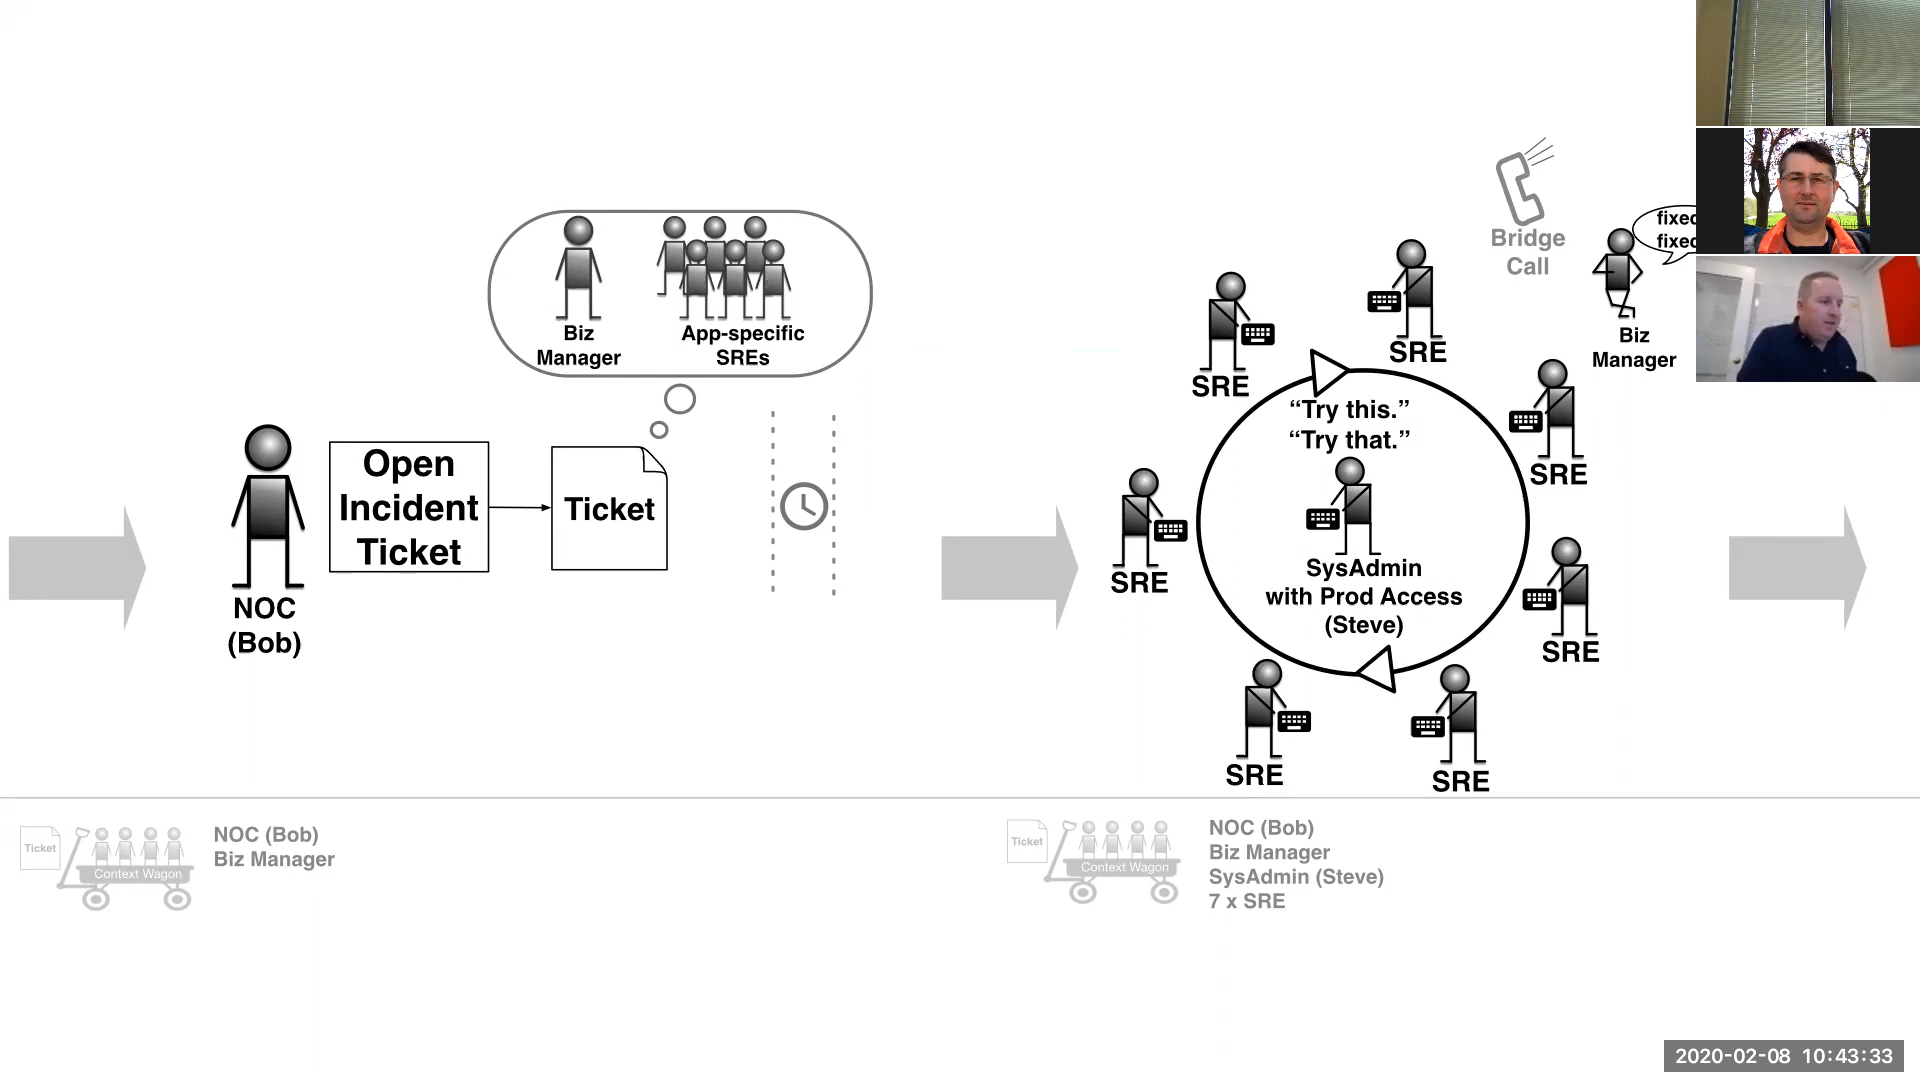 Biz
Manager
App-specific
SREs
NOC
(Bob)
Open
Incident
Ticket
Ticket
Bridge
Call
fixed
fixed
Biz
Manager
SRE
SRE
SRE
SRE
SRE
SRE
SRE
“Try this.”
“Try that.”
SysAdmin
with Prod Access
(Steve)
Ticket
Context Wagon
NOC (Bob)
Biz Manager
Ticket
Context Wagon
NOC (Bob)
Biz Manager
SysAdmin (Steve)
7 x SRE
2020-02-08 10:43:33